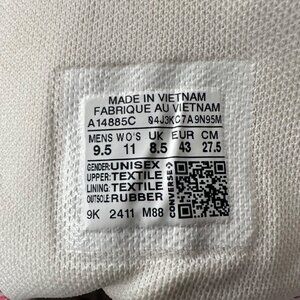 MADE IN VIETNAM
FABRIQUE AU VIETNAM
A14885C 04J3KC7A9N95M
MENS WO'S UK EUR CM
9.5 11 8.5 43 27.5
GENDER: UNISEX
UPPER: TEXTILE
LINING: TEXTILE
OUTSOLE RUBBER
CONVERSE
9K 2411 M88